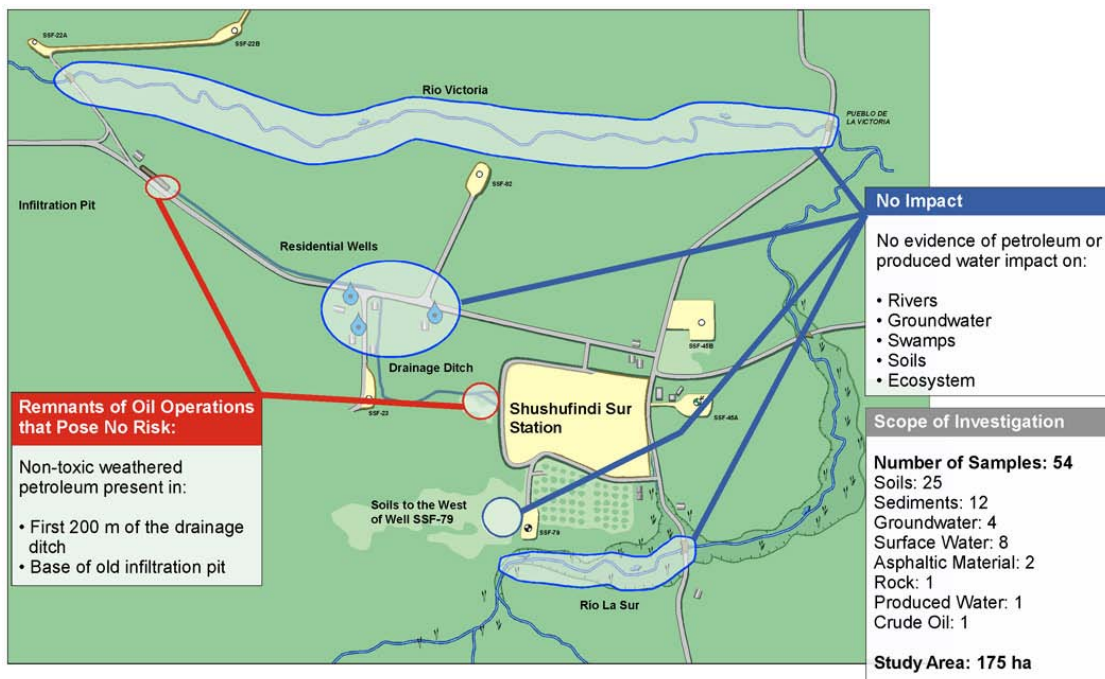 SSF-22A
SSF-22B
Río Victoria
PUEBLO DE
LA VICTORIA
Infiltration Pit
SSF-82
Residential Wells
SSF-45B
Drainage Ditch
SSF-23
Shushufindi Sur
Station
SSF-45A
Soils to the West
of Well SSF-79
SSF-79
Río La Sur
Remnants of Oil Operations
that Pose No Risk:
Non-toxic weathered
petroleum present in:
• First 200 m of the drainage
ditch
• Base of old infiltration pit
No Impact
No evidence of petroleum or
produced water impact on:
• Rivers
• Groundwater
• Swamps
• Soils
• Ecosystem
Scope of Investigation
Number of Samples: 54
Soils: 25
Sediments: 12
Groundwater: 4
Surface Water: 8
Asphaltic Material: 2
Rock: 1
Produced Water: 1
Crude Oil: 1
Study Area: 175 ha